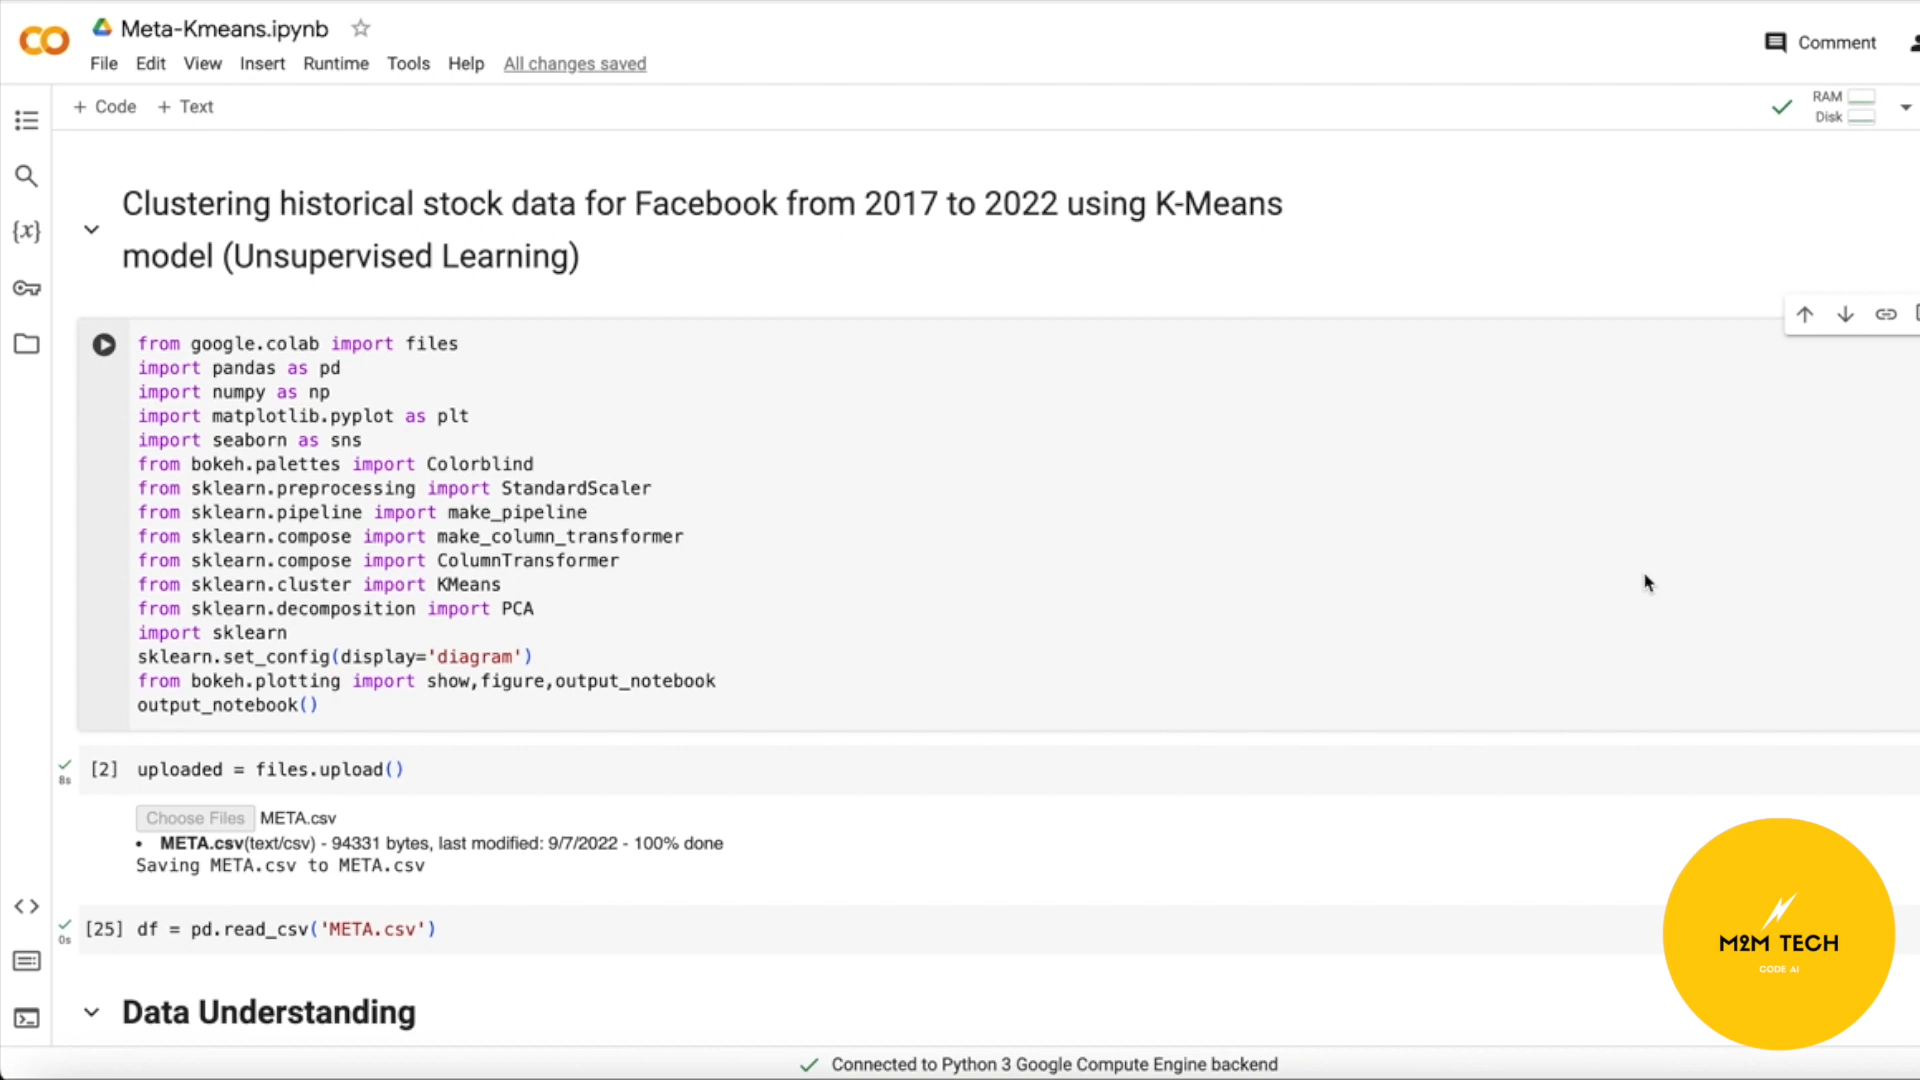 Meta-Kmeans.ipynb
Comment
File Edit View Insert Runtime Tools Help All changes saved
+ Code + Text
RAM
Disk
Clustering historical stock data for Facebook from 2017 to 2022 using K-Means
model (Unsupervised Learning)
{x}
from google.colab import files
import pandas as pd
import numpy as np
import matplotlib.pyplot as plt
import seaborn as sns
from bokeh.palettes import Colorblind
from sklearn.preprocessing import StandardScaler
from sklearn.pipeline import make_pipeline
from sklearn.compose import make_column_transformer
from sklearn.compose import ColumnTransformer
from sklearn.cluster import KMeans
from sklearn.decomposition import PCA
import sklearn
sklearn.set_config(display='diagram')
from bokeh.plotting import show,figure,output_notebook
output_notebook()
8s [2] uploaded = files.upload()
Choose Files META.csv
• META.csv(text/csv) - 94331 bytes, last modified: 9/7/2022 - 100% done
Saving META.csv to META.csv
0s [25] df = pd.read_csv('META.csv')
M2M TECH
CODE AI
Data Understanding
Connected to Python 3 Google Compute Engine backend